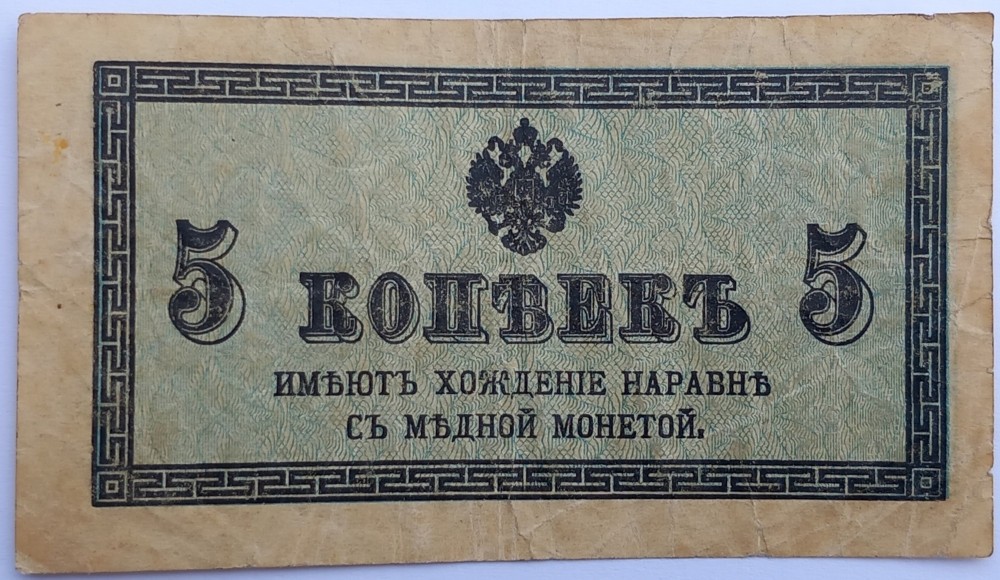 5 КОПѢЕКЪ 5
ИМѢЮТЪ ХОЖДЕНІЕ НАРАВНѢ
СЪ МѢДНОЙ МОНЕТОЙ.